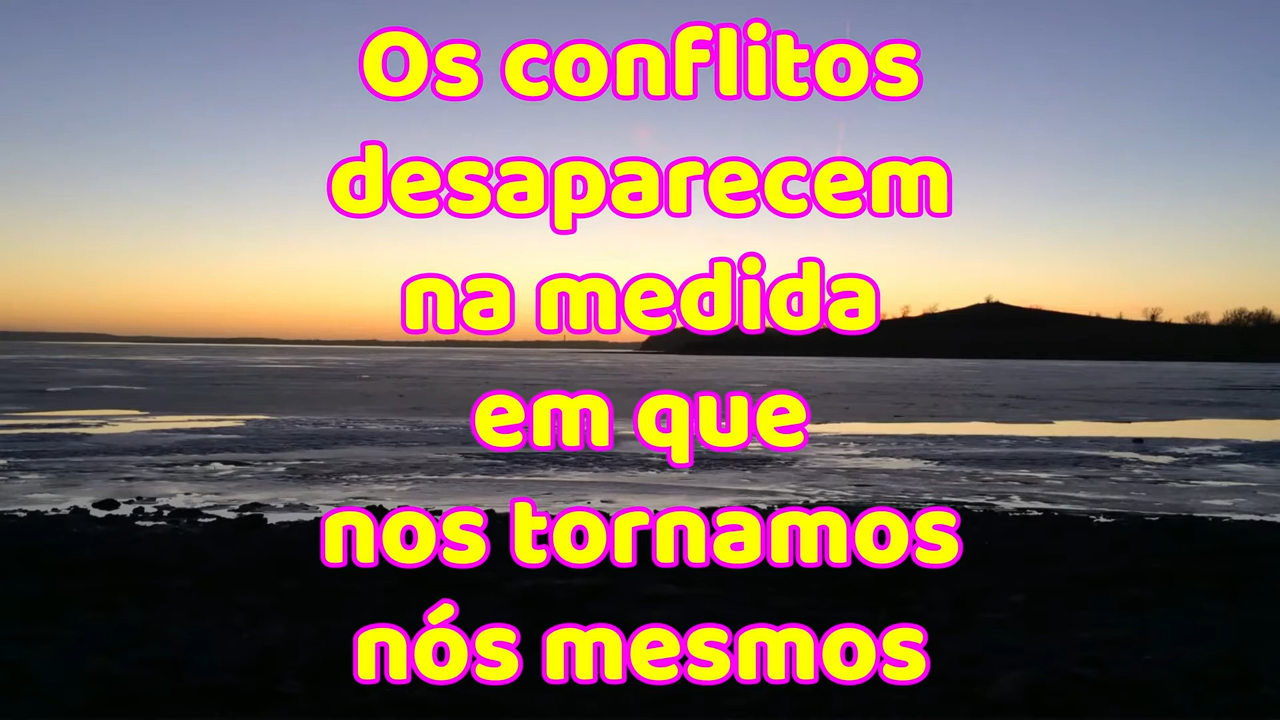 Os conflitos
desaparecem
na medida
em que
nos tornamos
nós mesmos